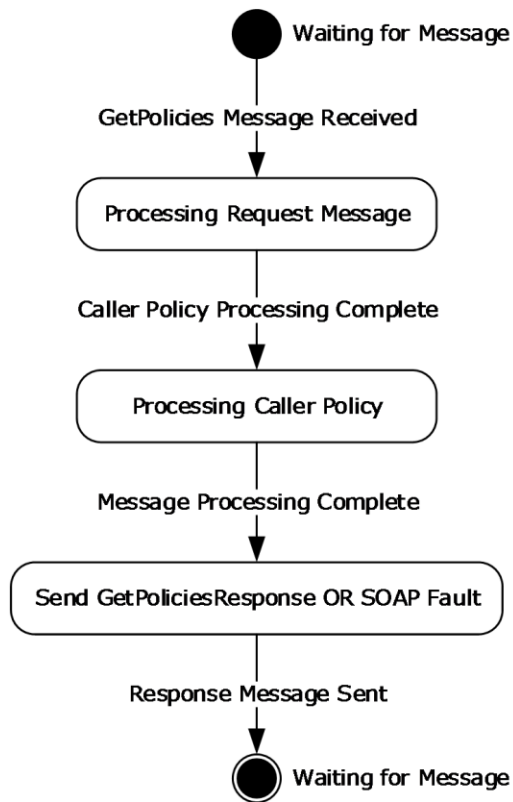 Waiting for Message
GetPolicies Message Received
Processing Request Message
Caller Policy Processing Complete
Processing Caller Policy
Message Processing Complete
Send GetPoliciesResponse OR SOAP Fault
Response Message Sent
Waiting for Message